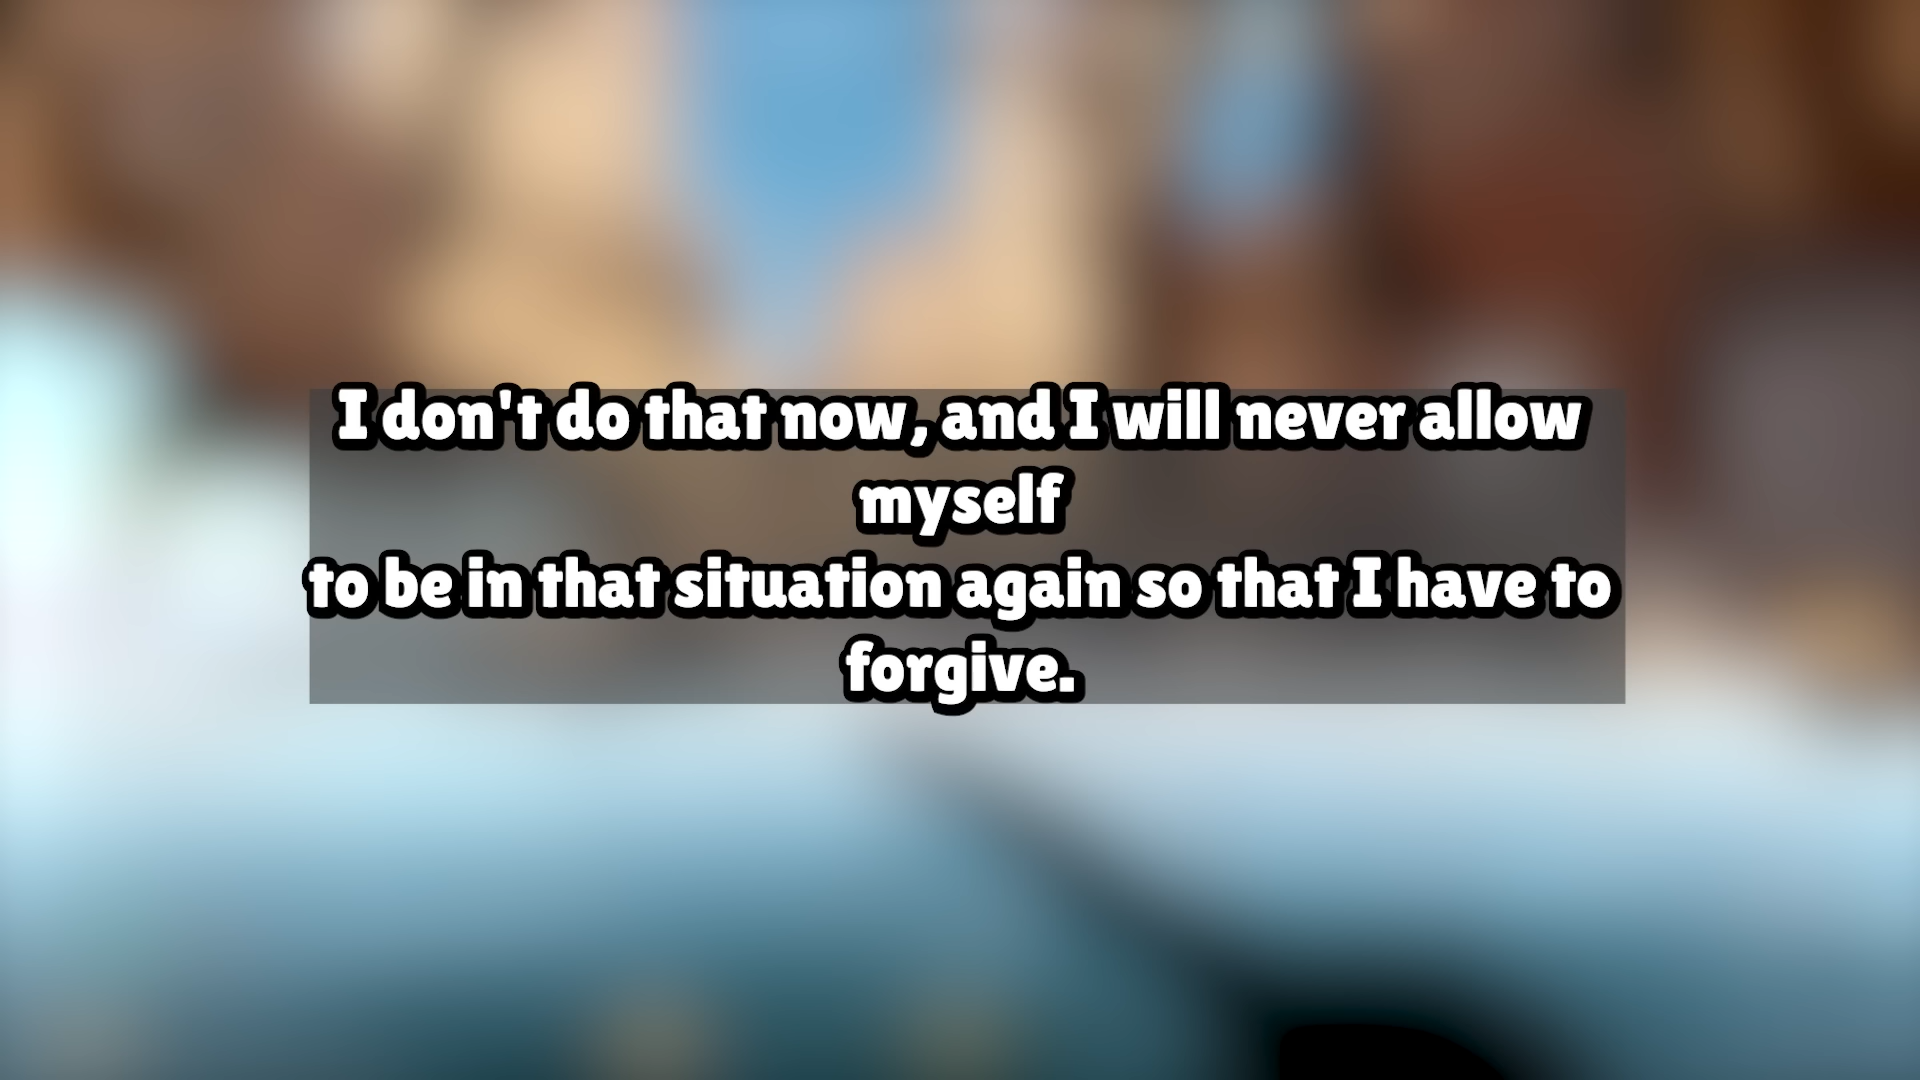 I don't do that now, and I will never allow
myself
to be in that situation again so that I have to
forgive.